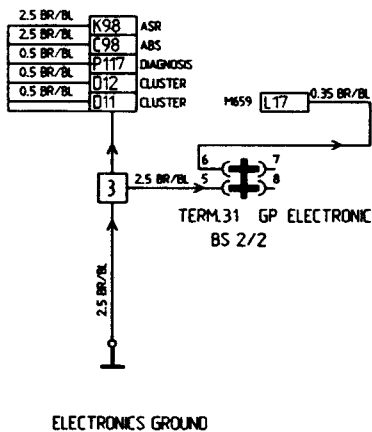 2.5 BR/BL K98 ASR
2.5 BR/BL C98 ABS
0.5 BR/BL P117 DIAGNOSIS
0.5 BR/BL D12 CLUSTER
0.5 BR/BL D11 CLUSTER
M659 L17 0.35 BR/BL
6 7
3 2.5 BR/BL 5 8
TERM.31 GP ELECTRONIC
BS 2/2
2.5 BR/BL
ELECTRONICS GROUND